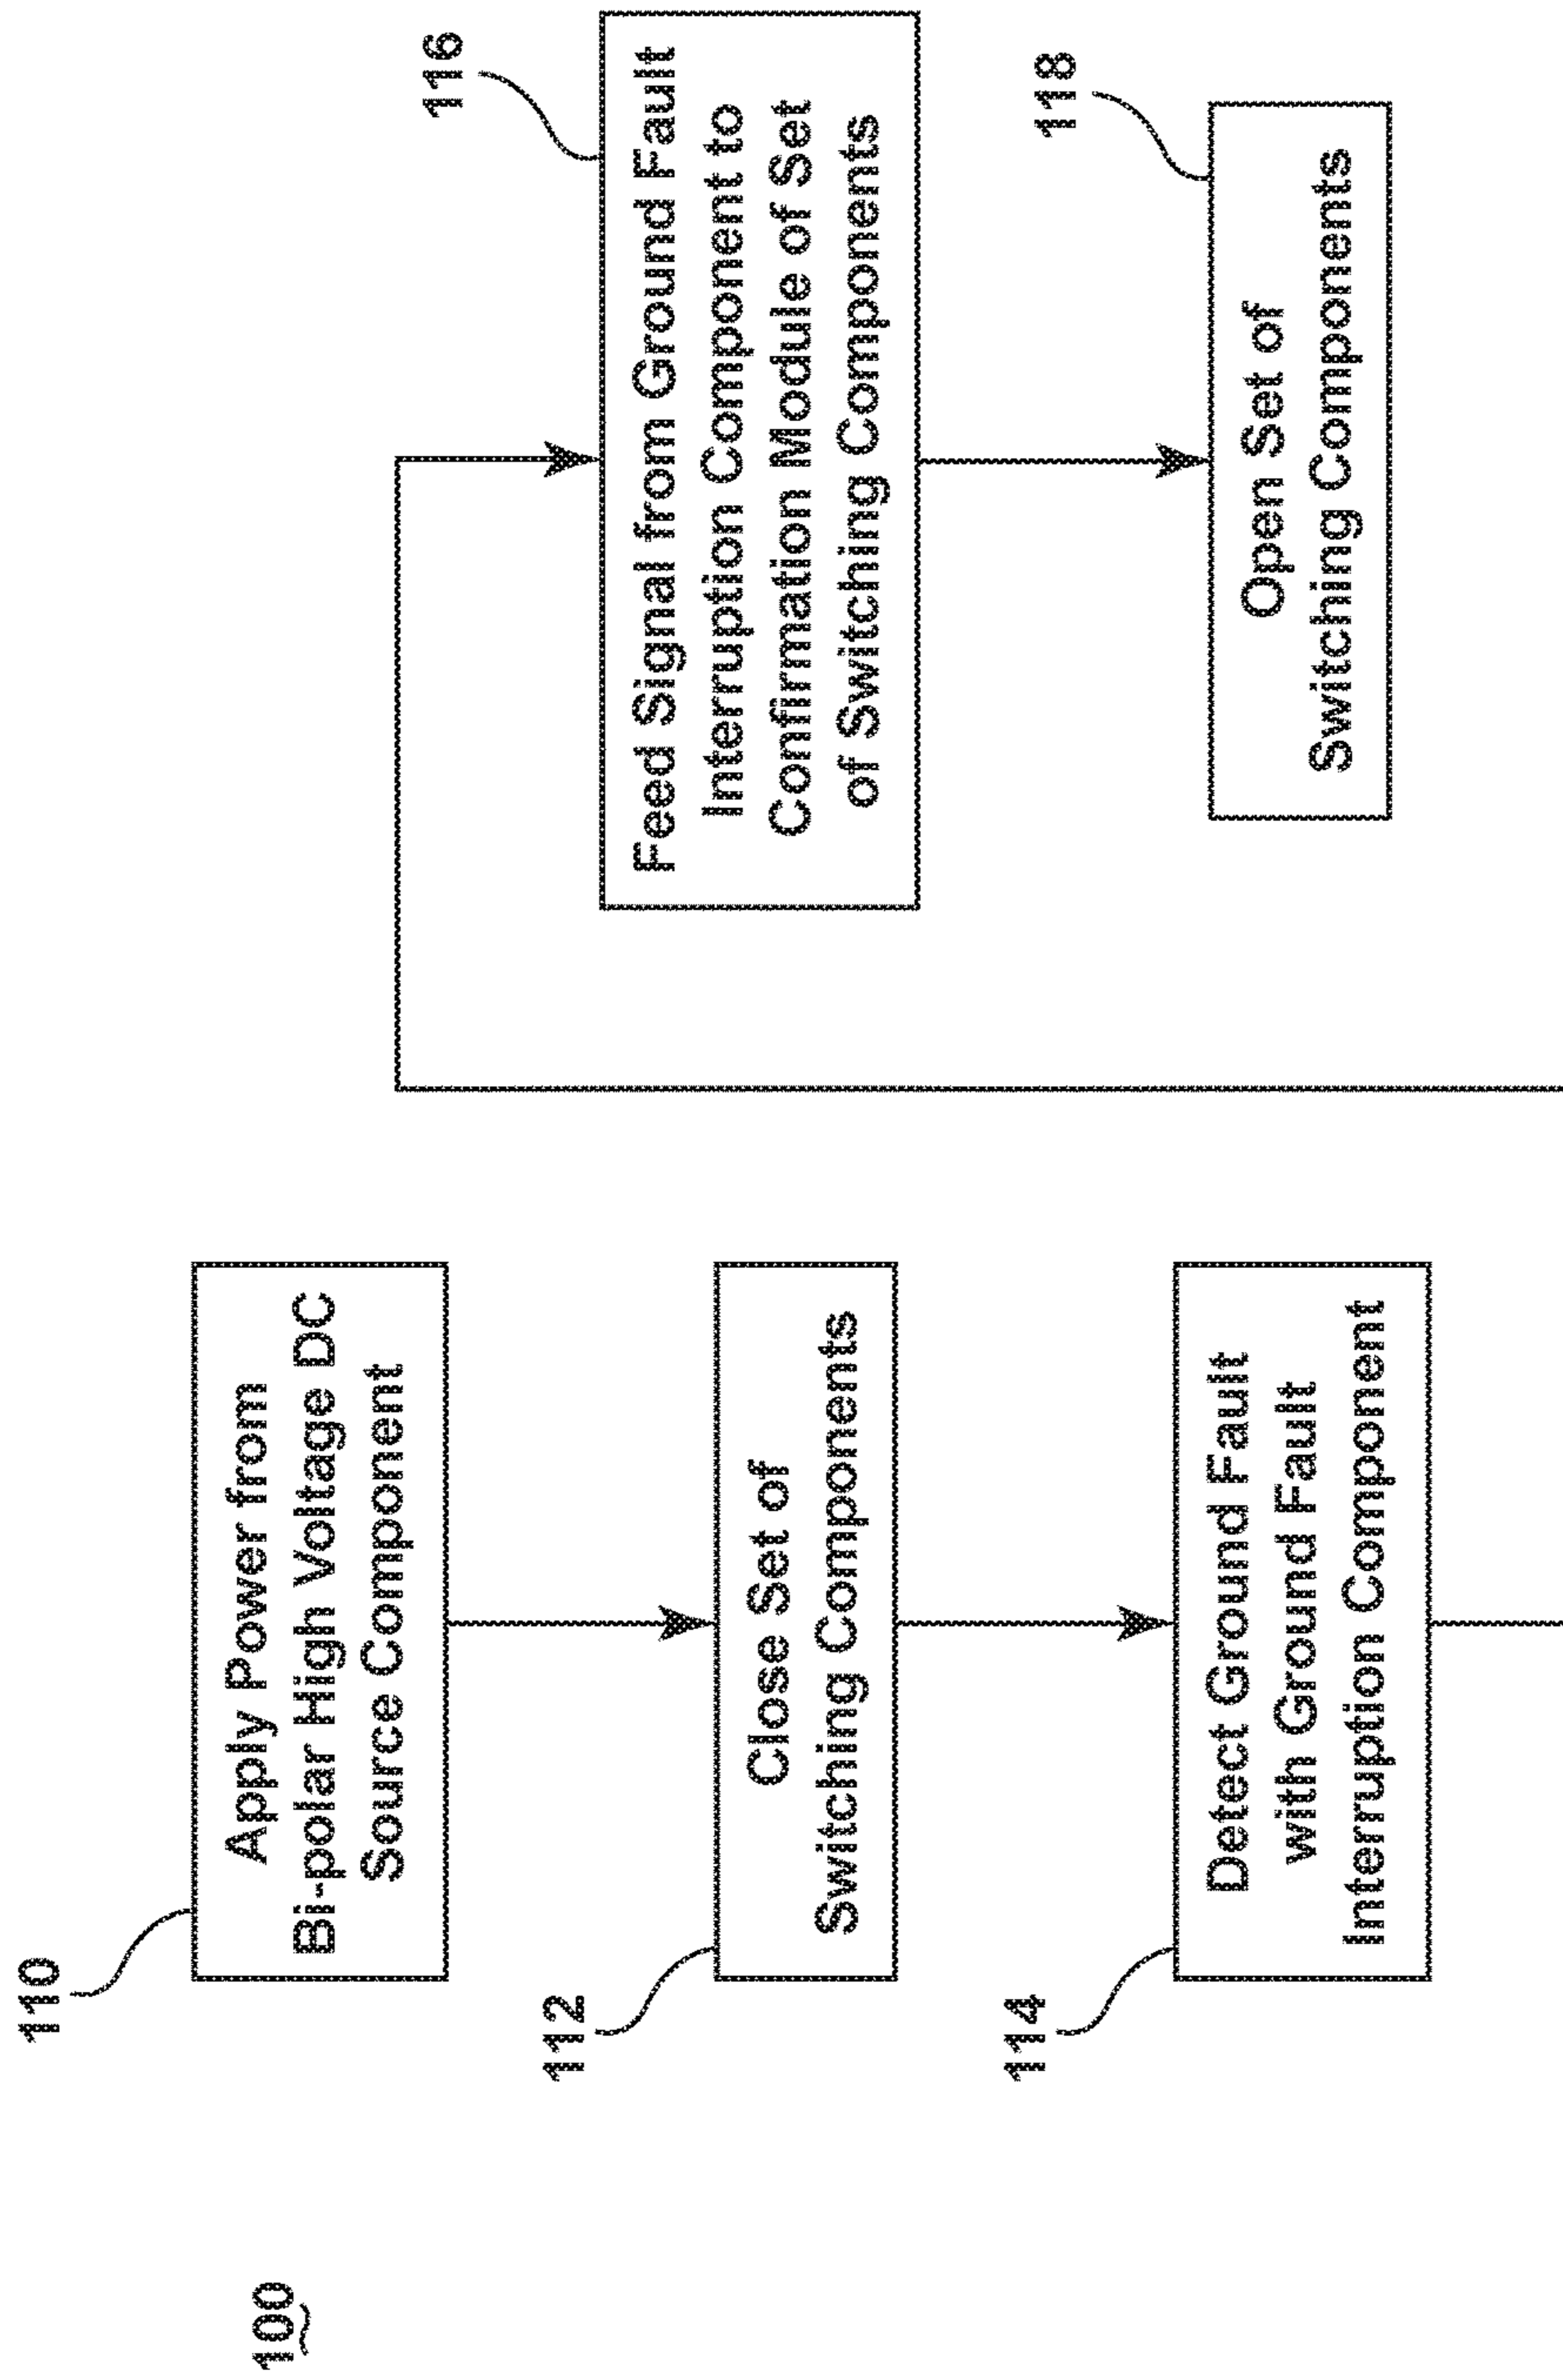 100
110
Apply Power from
Bi-polar High Voltage DC
Source Component
112
Close Set of
Switching Components
114
Detect Ground Fault
with Ground Fault
Interruption Component
116
Feed Signal from Ground Fault
Interruption Component to
Confirmation Module of Set
of Switching Components
118
Open Set of
Switching Components